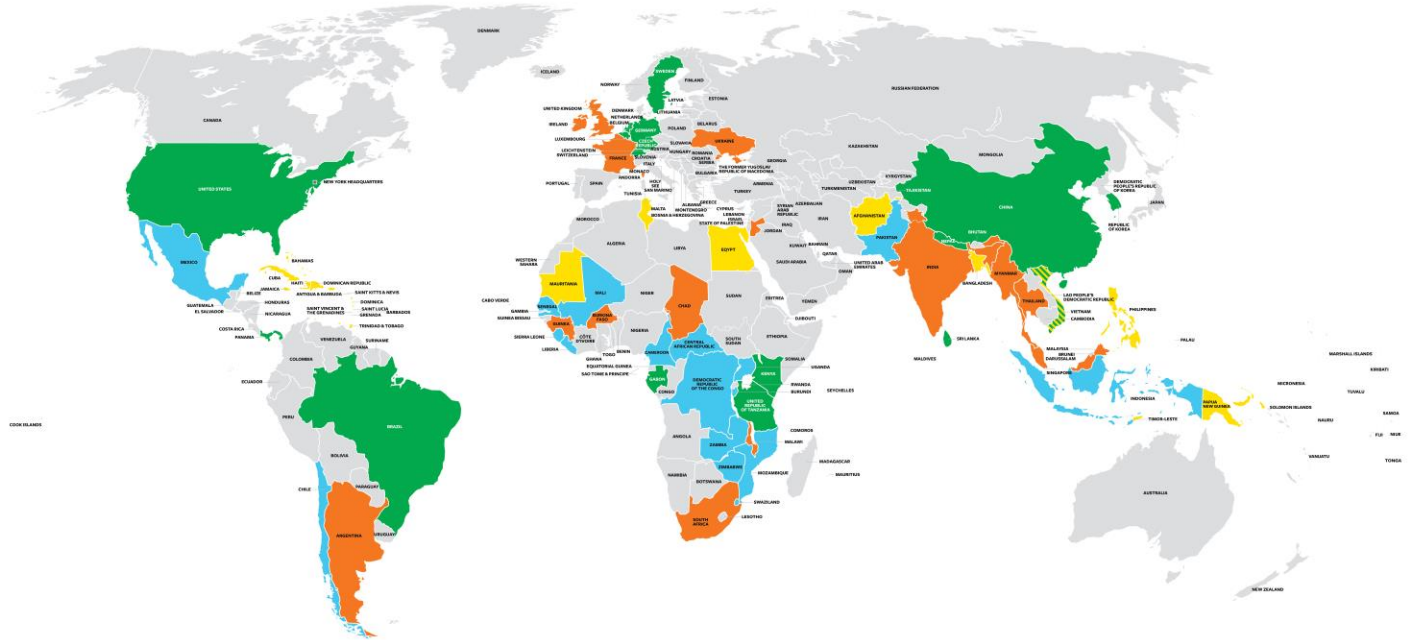 DENMARK
ICELAND
SWEDEN
FINLAND
NORWAY
RUSSIAN FEDERATION
ESTONIA
LATVIA
LITHUANIA
UNITED KINGDOM
DENMARK
NETHERLANDS
BELGIUM
IRELAND
CANADA
BELARUS
POLAND
GERMANY
LUXEMBOURG
CZECH
REPUBLIC
SLOVAKIA
UKRAINE
LIECHTENSTEIN
SWITZERLAND
AUSTRIA
HUNGARY
ROMANIA
CROATIA
SERBIA
SLOVENIA
ITALY
FRANCE
KAZAKHSTAN
MONGOLIA
GEORGIA
THE FORMER YUGOSLAV
REPUBLIC OF MACEDONIA
BULGARIA
MONACO
ANDORRA
HOLY
SEE
SAN MARINO
UZBEKISTAN
KYRGYSTAN
TURKMENISTAN
TAJIKISTAN
ARMENIA
TURKEY
AZERBAIJAN
PORTUGAL
SPAIN
TUNISIA
UNITED STATES
NEW YORK HEADQUARTERS
DEMOCRATIC
PEOPLE'S REPUBLIC
OF KOREA
JAPAN
REPUBLIC
OF KOREA
CHINA
GREECE
ALBANIA
MONTENEGRO
BOSNIA & HERZEGOVINA
MALTA
CYPRUS
LEBANON
ISRAEL
STATE OF PALESTINE
SYRIAN
ARAB
REPUBLIC
IRAQ
IRAN
JORDAN
AFGHANISTAN
MOROCCO
ALGERIA
LIBYA
EGYPT
KUWAIT
BAHRAIN
QATAR
SAUDI ARABIA
UNITED ARAB
EMIRATES
OMAN
PAKISTAN
NEPAL
BHUTAN
INDIA
BANGLADESH
MYANMAR
THAILAND
LAO PEOPLE'S
DEMOCRATIC REPUBLIC
VIETNAM
CAMBODIA
PHILIPPINES
WESTERN
SAHARA
MEXICO
BAHAMAS
CUBA
HAITI
DOMINICAN REPUBLIC
JAMAICA
ANTIGUA & BARBUDA
SAINT KITTS & NEVIS
BELIZE
DOMINICA
GUATEMALA
HONDURAS
SAINT VINCENT &
THE GRENADINES
SAINT LUCIA
GRENADA
BARBADOS
EL SALVADOR
NICARAGUA
TRINIDAD & TOBAGO
COSTA RICA
PANAMA
VENEZUELA
SURINAME
GUYANA
COLOMBIA
ECUADOR
PERU
BRAZIL
BOLIVIA
PARAGUAY
CHILE
ARGENTINA
URUGUAY
COOK ISLANDS
MAURITANIA
MALI
NIGER
CHAD
SUDAN
ERITREA
YEMEN
DJIBOUTI
CABO VERDE
SENEGAL
GAMBIA
GUINEA BISSAU
GUINEA
BURKINA
FASO
SIERRA LEONE
LIBERIA
CÔTE
D'IVOIRE
GHANA
TOGO
BENIN
NIGERIA
EQUATORIAL GUINEA
SAO TOME & PRINCIPE
CAMEROON
CENTRAL
AFRICAN REPUBLIC
SOUTH
SUDAN
ETHIOPIA
SOMALIA
UGANDA
KENYA
GABON
CONGO
DEMOCRATIC
REPUBLIC
OF THE CONGO
RWANDA
BURUNDI
SEYCHELLES
UNITED
REPUBLIC
OF TANZANIA
ANGOLA
ZAMBIA
COMOROS
MALAWI
MADAGASCAR
MAURITIUS
MOZAMBIQUE
ZIMBABWE
NAMIBIA
BOTSWANA
SWAZILAND
LESOTHO
SOUTH
AFRICA
SRI LANKA
MALDIVES
MALAYSIA
BRUNEI
DARUSSALAM
SINGAPORE
INDONESIA
TIMOR-LESTE
PAPUA
NEW GUINEA
PALAU
MARSHALL ISLANDS
KIRIBATI
MICRONESIA
TUVALU
SOLOMON ISLANDS
NAURU
SAMOA
FIJI
NIUE
VANUATU
TONGA
AUSTRALIA
NEW ZEALAND